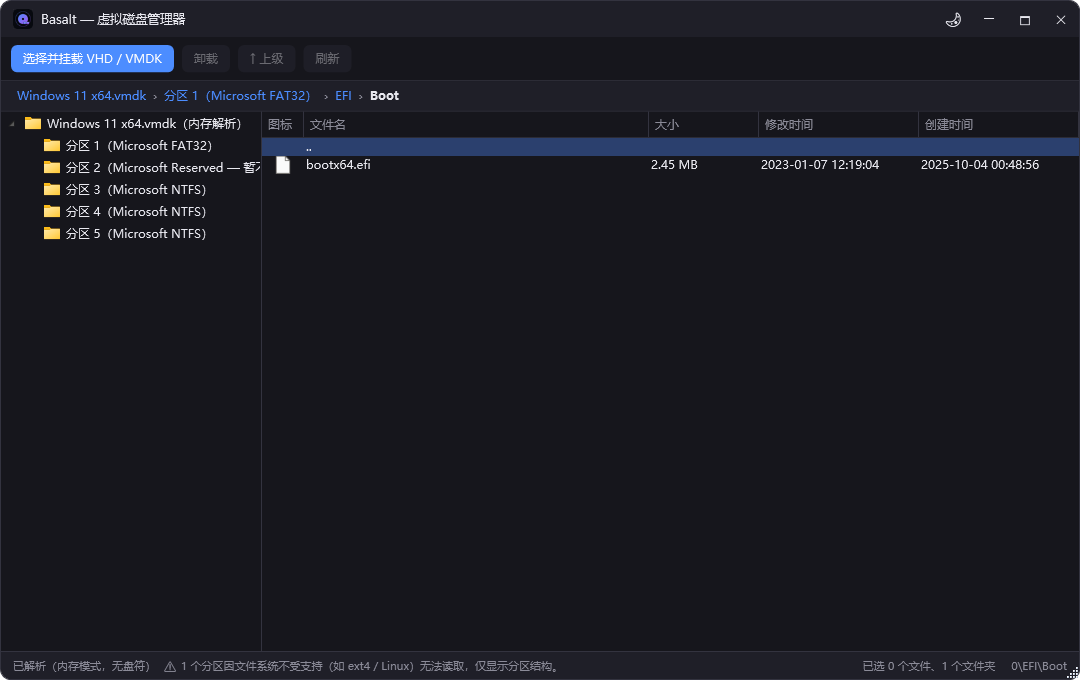 Basalt — 虚拟磁盘管理器
选择并挂载 VHD / VMDK 卸载 ↑上级 刷新
Windows 11 x64.vmdk › 分区 1（Microsoft FAT32） › EFI › Boot
Windows 11 x64.vmdk（内存解析）
分区 1（Microsoft FAT32）
分区 2（Microsoft Reserved — 暂
分区 3（Microsoft NTFS）
分区 4（Microsoft NTFS）
分区 5（Microsoft NTFS）
图标 文件名 大小 修改时间 创建时间
..
bootx64.efi 2.45 MB 2023-01-07 12:19:04 2025-10-04 00:48:56
已解析（内存模式，无盘符） ⚠ 1 个分区因文件系统不受支持（如 ext4 / Linux）无法读取，仅显示分区结构。 已选 0 个文件、1 个文件夹 0\EFI\Boot